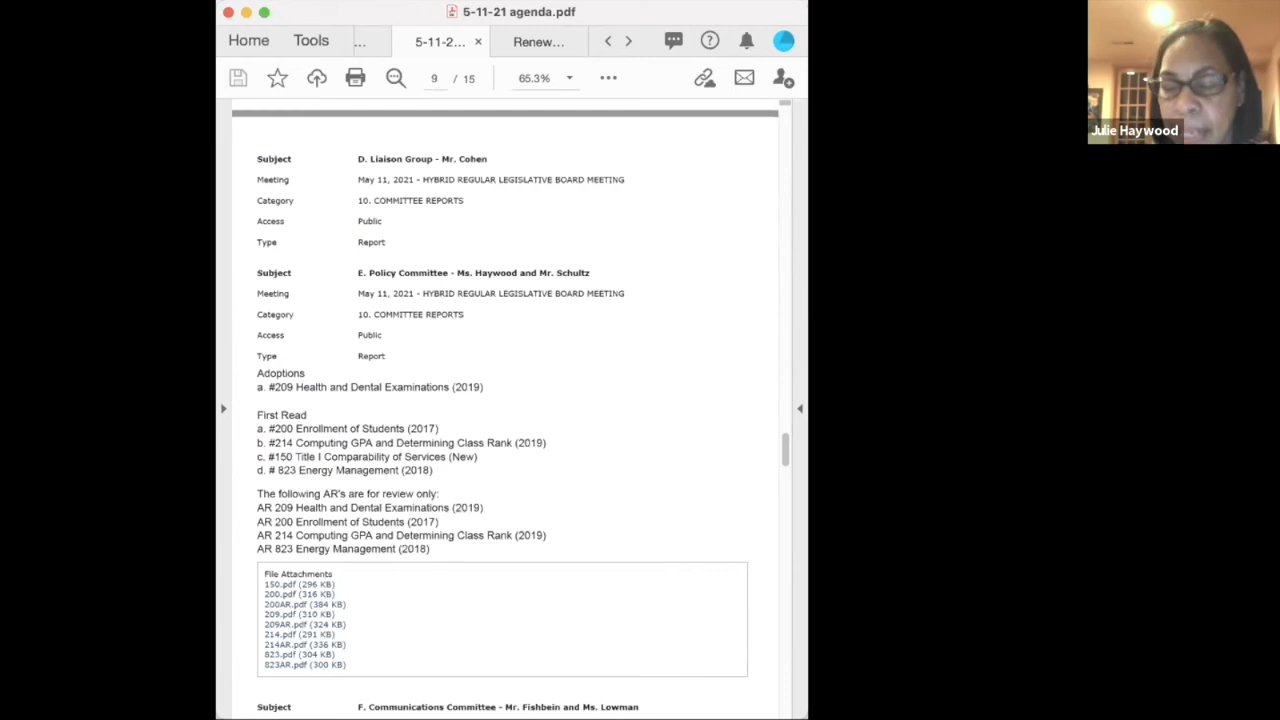 5-11-21 agenda.pdf
Home Tools ... 5-11-2... × Renew...
9 / 15 65.3%
Subject D. Liaison Group - Mr. Cohen
Meeting May 11, 2021 - HYBRID REGULAR LEGISLATIVE BOARD MEETING
Category 10. COMMITTEE REPORTS
Access Public
Type Report
Subject E. Policy Committee - Ms. Haywood and Mr. Schultz
Meeting May 11, 2021 - HYBRID REGULAR LEGISLATIVE BOARD MEETING
Category 10. COMMITTEE REPORTS
Access Public
Type Report
Adoptions
a. #209 Health and Dental Examinations (2019)
First Read
a. #200 Enrollment of Students (2017)
b. #214 Computing GPA and Determining Class Rank (2019)
c. #150 Title I Comparability of Services (New)
d. # 823 Energy Management (2018)
The following AR's are for review only:
AR 209 Health and Dental Examinations (2019)
AR 200 Enrollment of Students (2017)
AR 214 Computing GPA and Determining Class Rank (2019)
AR 823 Energy Management (2018)
File Attachments
150.pdf (296 KB)
200.pdf (316 KB)
200AR.pdf (384 KB)
209.pdf (310 KB)
209AR.pdf (324 KB)
214.pdf (291 KB)
214AR.pdf (336 KB)
823.pdf (304 KB)
823AR.pdf (300 KB)
Subject F. Communications Committee - Mr. Fishbein and Ms. Lowman
Julie Haywood